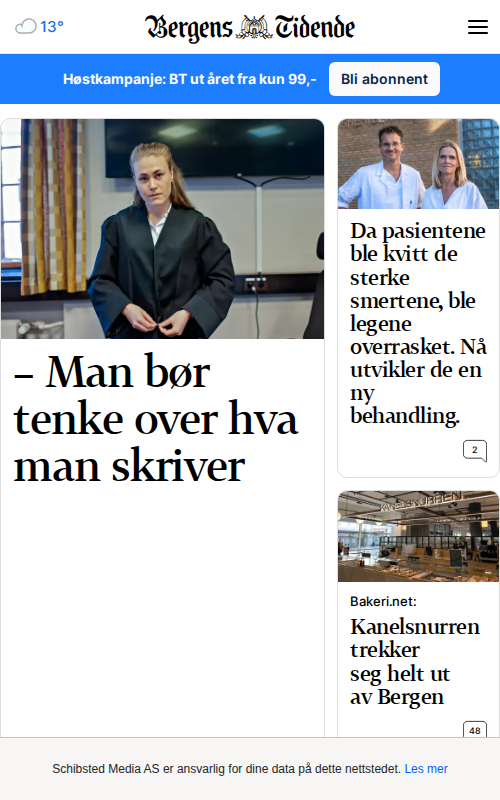 13°
Bergens Tidende
Høstkampanje: BT ut året fra kun 99,-
Bli abonnent
– Man bør
tenke over hva
man skriver
Da pasientene
ble kvitt de
sterke
smertene, ble
legene
overrasket. Nå
utvikler de en
ny
behandling.
2
KANELSNURREN
Bakeri.net:
Kanelsnurren
trekker
seg helt ut
av Bergen
48
Schibsted Media AS er ansvarlig for dine data på dette nettstedet. Les mer